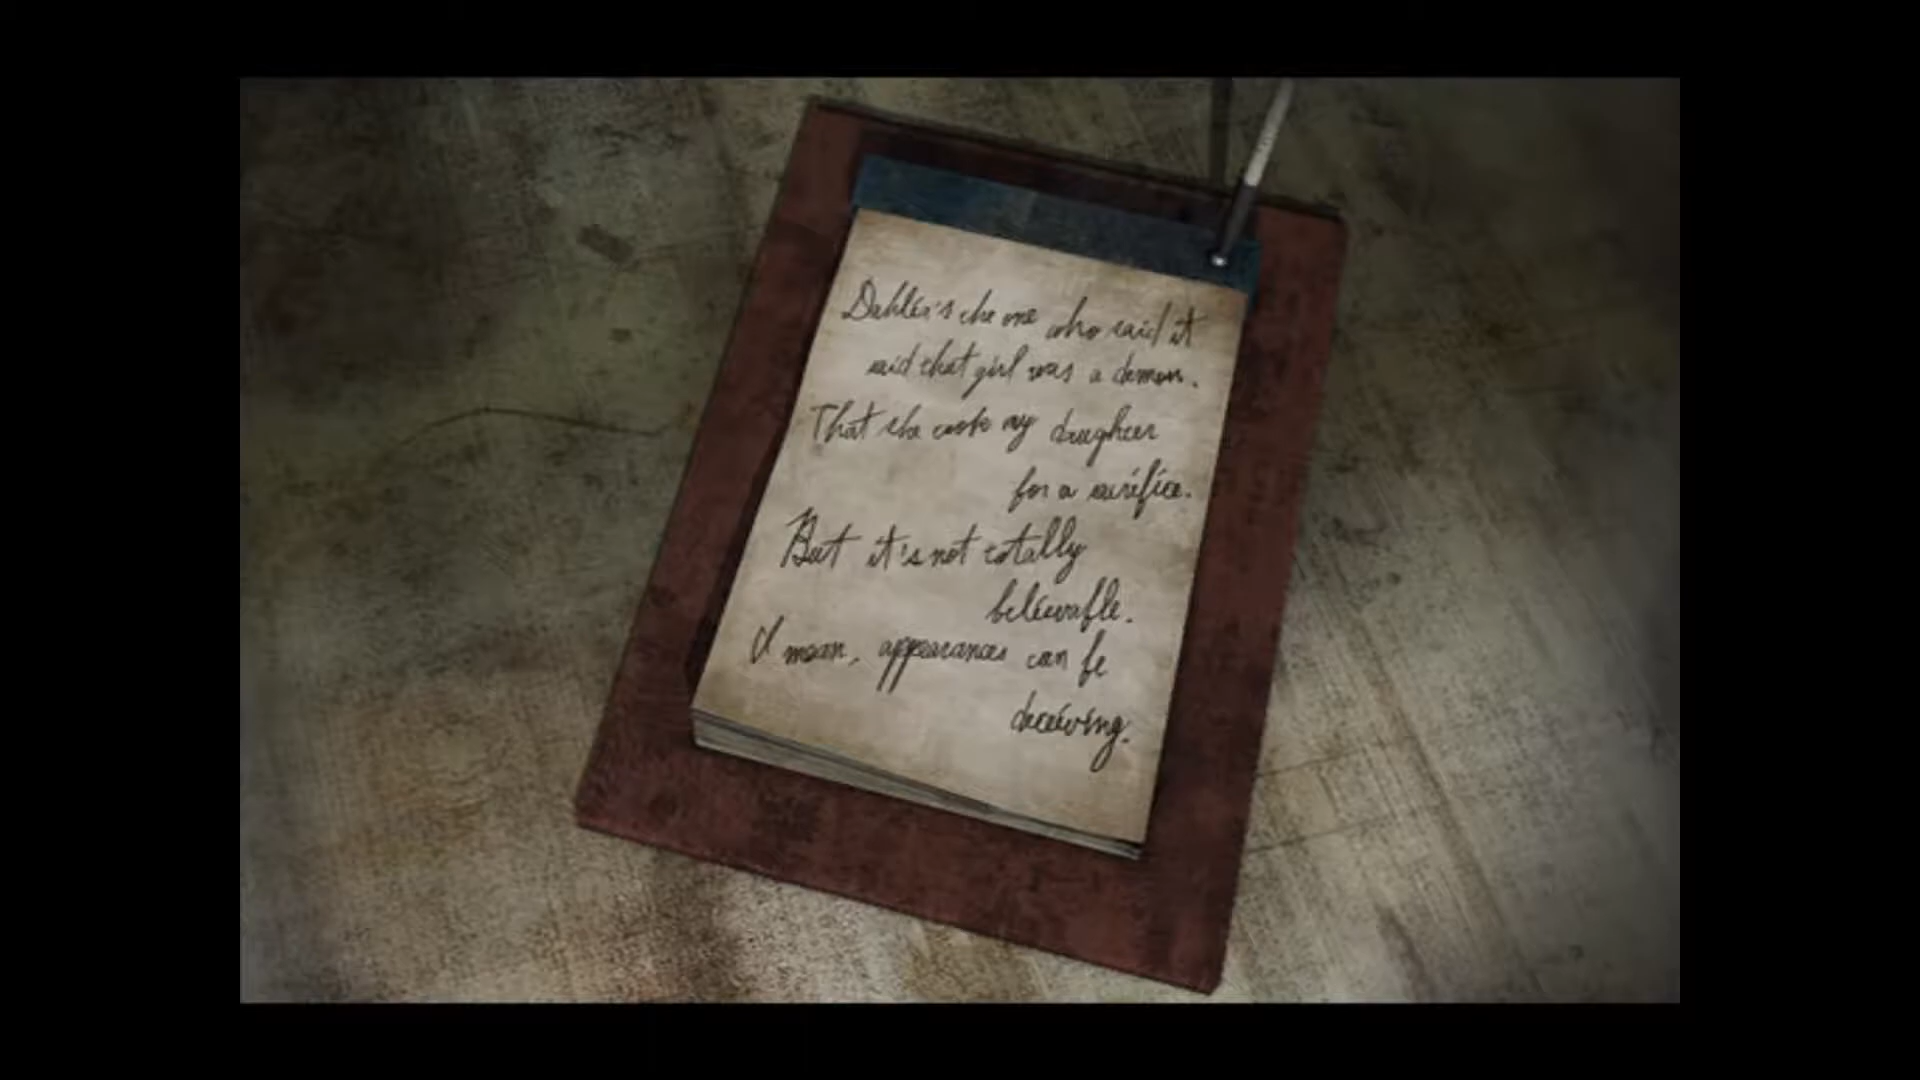 Dahlia's the one who said it
said that girl was a demon.
That she took my daughter
for a sacrifice.
But it's not totally
believable.
I mean, appearances can be
deceiving.